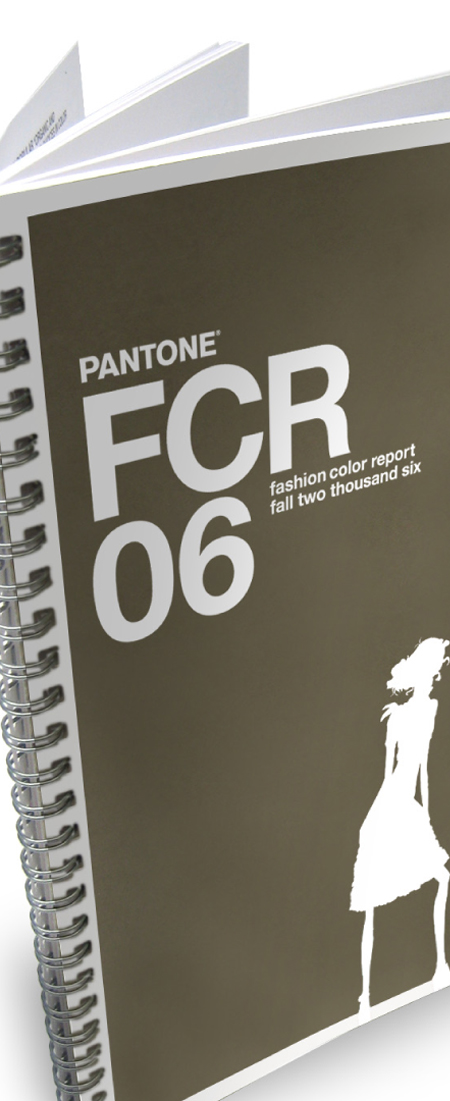 PANTONE®
FCR
fashion color report
fall two thousand six
06